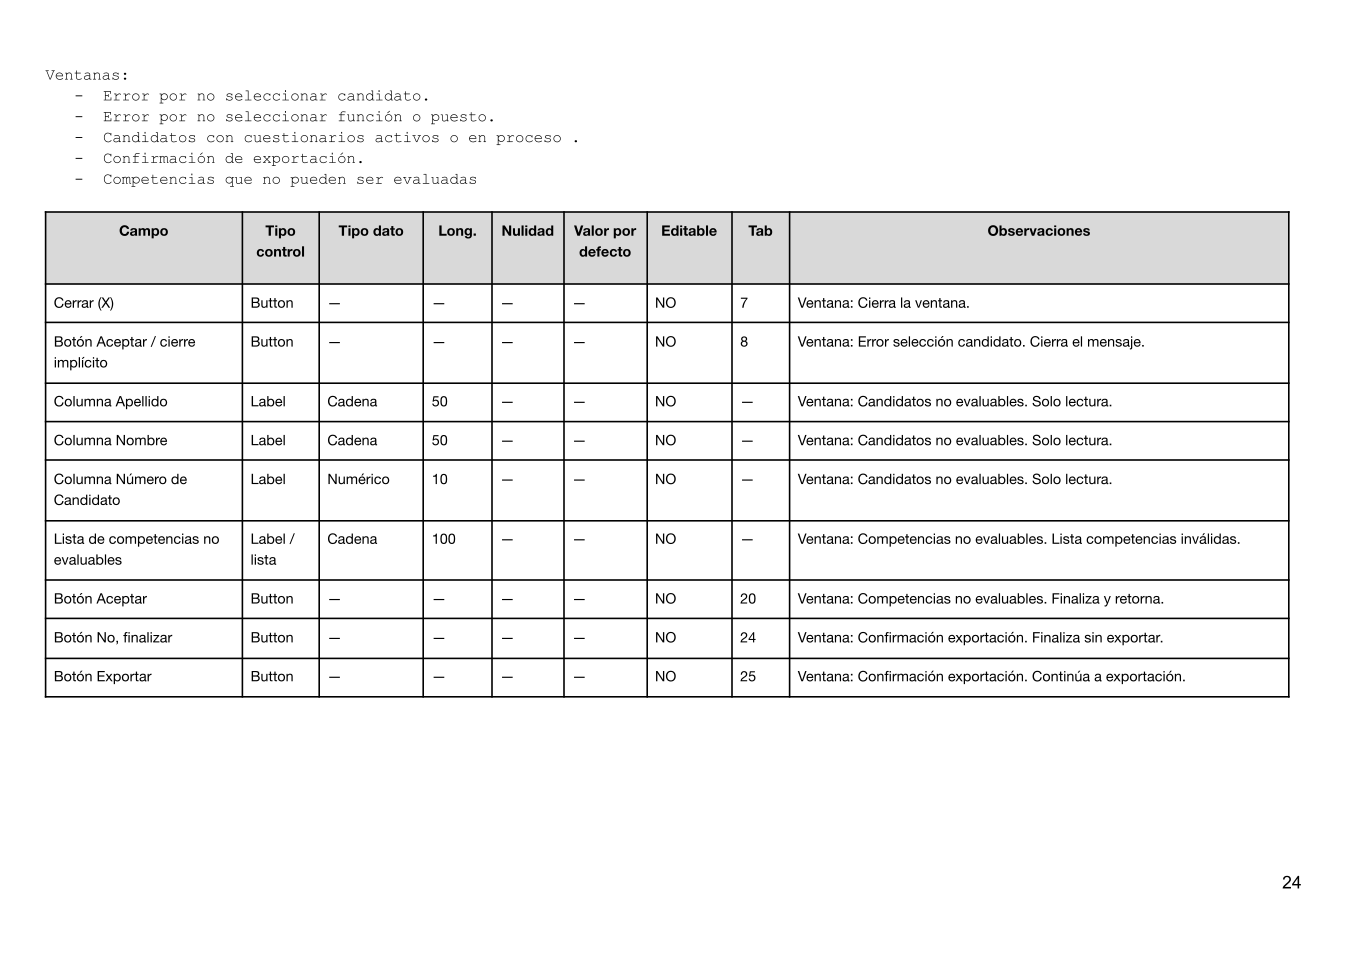 Ventanas:
- Error por no seleccionar candidato.
- Error por no seleccionar función o puesto.
- Candidatos con cuestionarios activos o en proceso .
- Confirmación de exportación.
- Competencias que no pueden ser evaluadas
Campo Tipo control Tipo dato Long. Nulidad Valor por defecto Editable Tab Observaciones
Cerrar (X) Button — — — — NO 7 Ventana: Cierra la ventana.
Botón Aceptar / cierre implícito Button — — — — NO 8 Ventana: Error selección candidato. Cierra el mensaje.
Columna Apellido Label Cadena 50 — — NO — Ventana: Candidatos no evaluables. Solo lectura.
Columna Nombre Label Cadena 50 — — NO — Ventana: Candidatos no evaluables. Solo lectura.
Columna Número de Candidato Label Numérico 10 — — NO — Ventana: Candidatos no evaluables. Solo lectura.
Lista de competencias no evaluables Label / lista Cadena 100 — — NO — Ventana: Competencias no evaluables. Lista competencias inválidas.
Botón Aceptar Button — — — — NO 20 Ventana: Competencias no evaluables. Finaliza y retorna.
Botón No, finalizar Button — — — — NO 24 Ventana: Confirmación exportación. Finaliza sin exportar.
Botón Exportar Button — — — — NO 25 Ventana: Confirmación exportación. Continúa a exportación.
24